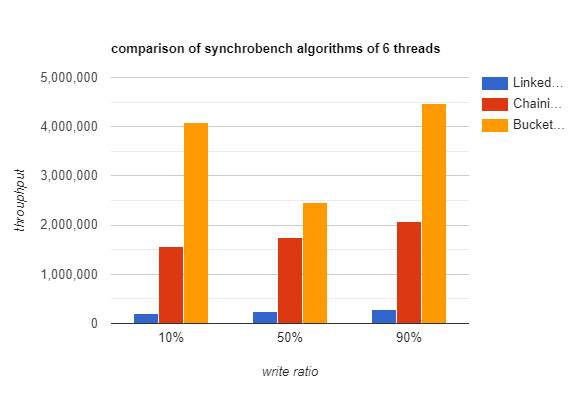 comparison of synchrobench algorithms of 6 threads
5,000,000
4,000,000
3,000,000
2,000,000
1,000,000
0
throuphput
10%
50%
90%
write ratio
Linked...
Chaini...
Bucket...